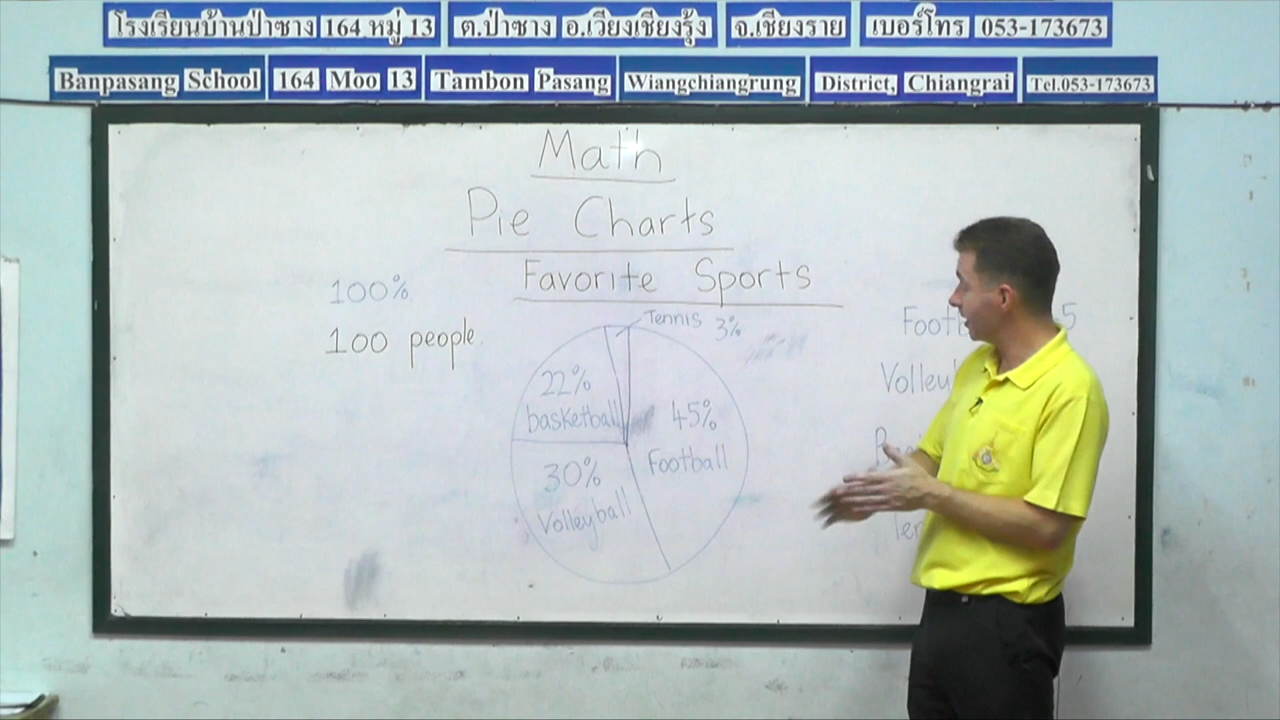 โรงเรียนบ้านป่าซาง 164 หมู่ 13 ต.ป่าซาง อ.เวียงเชียงรุ้ง จ.เชียงราย เบอร์โทร 053-173673
Banpasang School 164 Moo 13 Tambon Pasang Wiangchiangrung District, Chiangrai Tel.053-173673
Math
Pie Charts
Favorite Sports
100%
100 people.
Tennis 3%
22%
basketball
45%
Football
30%
Volleyball